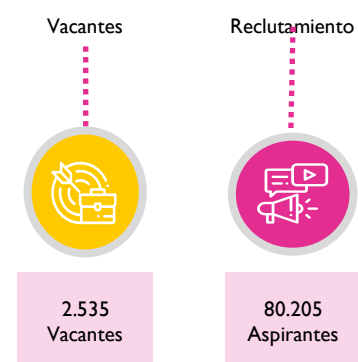 Vacantes
Reclutamiento
2.535
Vacantes
80.205
Aspirantes